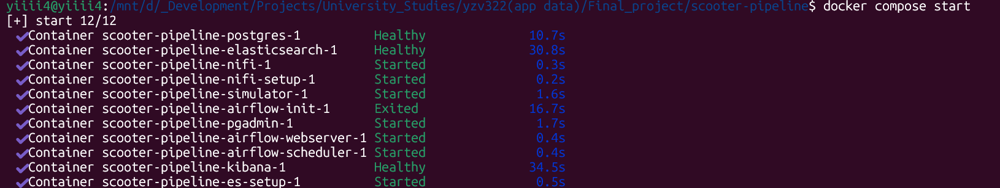 yiiii4@yiiii4:/mnt/d/_Development/Projects/University_Studies/yzv322(app data)/Final_project/scooter-pipeline$ docker compose start
[+] start 12/12
✔Container scooter-pipeline-postgres-1 Healthy 10.7s
✔Container scooter-pipeline-elasticsearch-1 Healthy 30.8s
✔Container scooter-pipeline-nifi-1 Started 0.3s
✔Container scooter-pipeline-nifi-setup-1 Started 0.2s
✔Container scooter-pipeline-simulator-1 Started 1.6s
✔Container scooter-pipeline-airflow-init-1 Exited 16.7s
✔Container scooter-pipeline-pgadmin-1 Started 1.7s
✔Container scooter-pipeline-airflow-webserver-1 Started 0.4s
✔Container scooter-pipeline-airflow-scheduler-1 Started 0.4s
✔Container scooter-pipeline-kibana-1 Healthy 34.5s
✔Container scooter-pipeline-es-setup-1 Started 0.5s